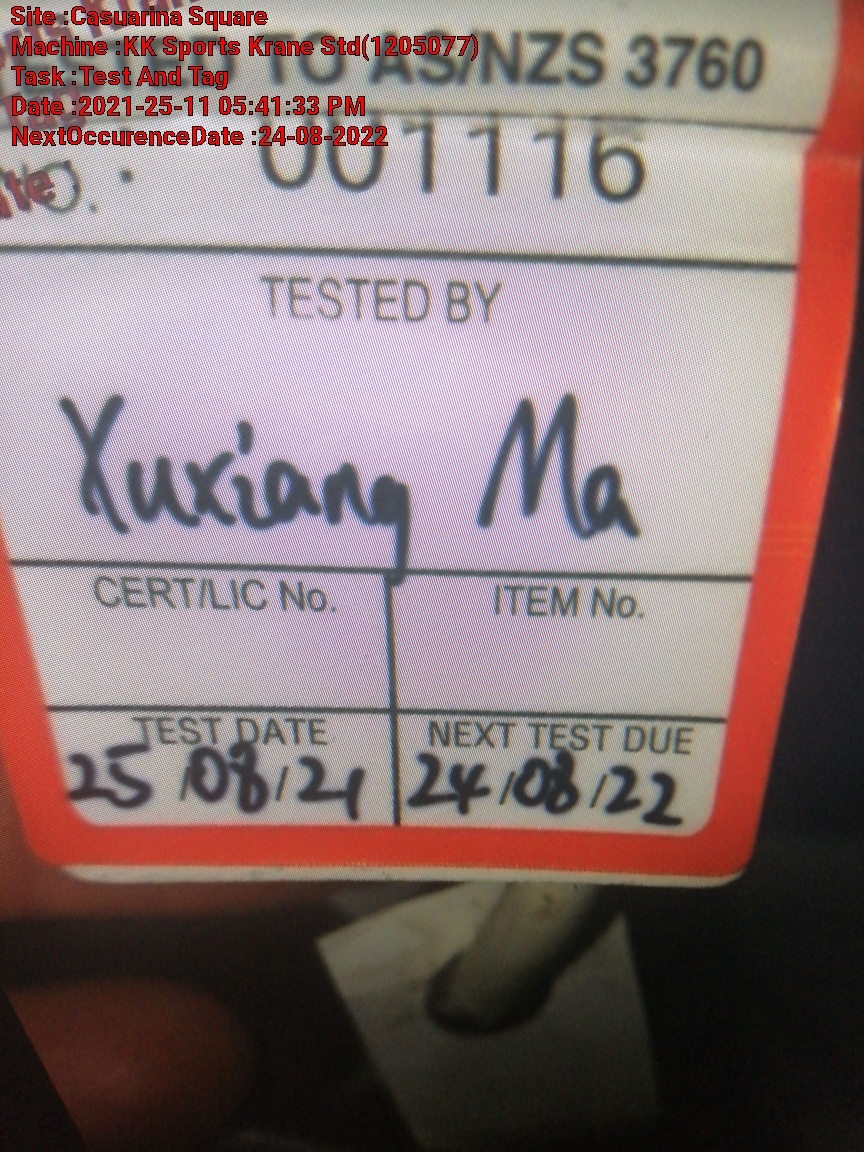 Site :Casuarina Square
Machine :KK Sports Krane Std(1205077)
Task :Test And Tag
Date :2021-25-11 05:41:33 PM
NextOccurenceDate :24-08-2022
TO AS/NZS 3760
001116
TESTED BY
Xuxiang Ma
CERT/LIC No. ITEM No.
TEST DATE NEXT TEST DUE
25/08/21 24/08/22